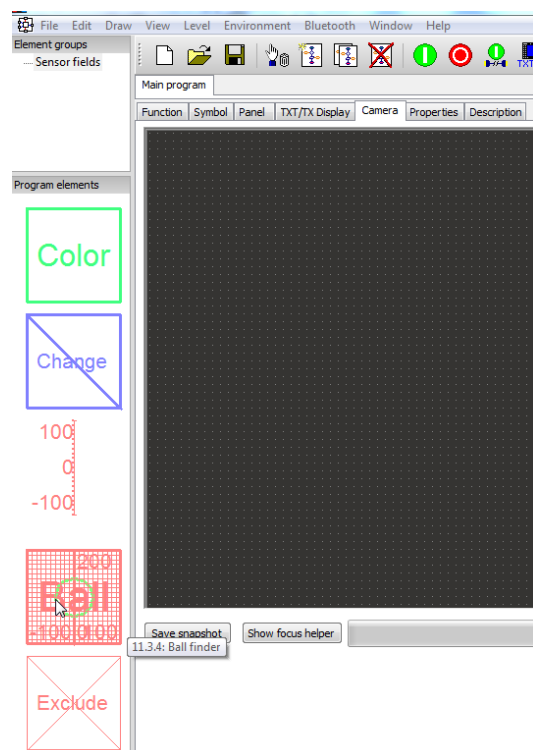 File Edit Draw View Level Environment Bluetooth Window Help
Element groups
Sensor fields
TXT
Main program
Function Symbol Panel TXT/TX Display Camera Properties Description
Program elements
Color
Change
100
0
-100
200
Ball
-100 0 100
Save snapshot Show focus helper
11.3.4: Ball finder
Exclude